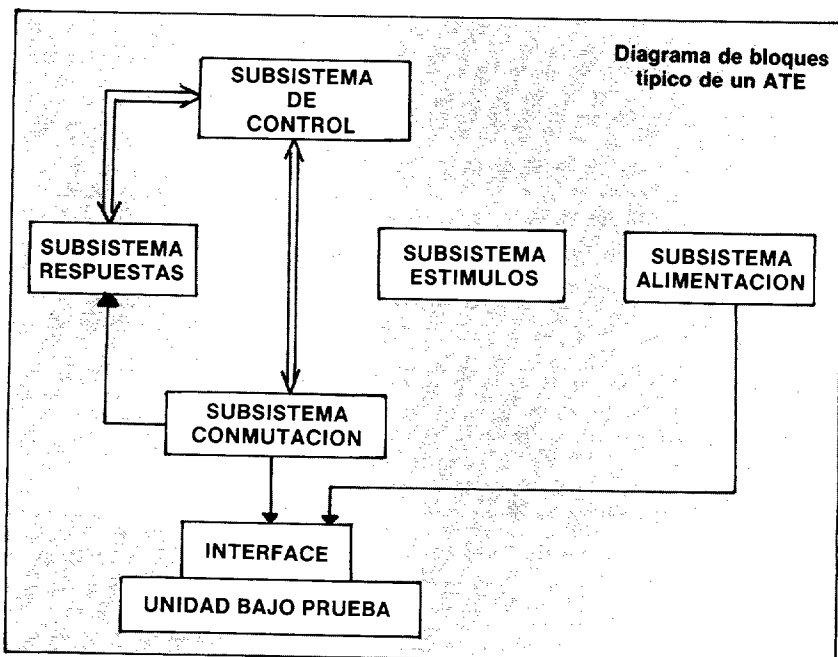 Diagrama de bloques
típico de un ATE
SUBSISTEMA
DE
CONTROL
SUBSISTEMA
RESPUESTAS
SUBSISTEMA
ESTIMULOS
SUBSISTEMA
ALIMENTACION
SUBSISTEMA
CONMUTACION
INTERFACE
UNIDAD BAJO PRUEBA